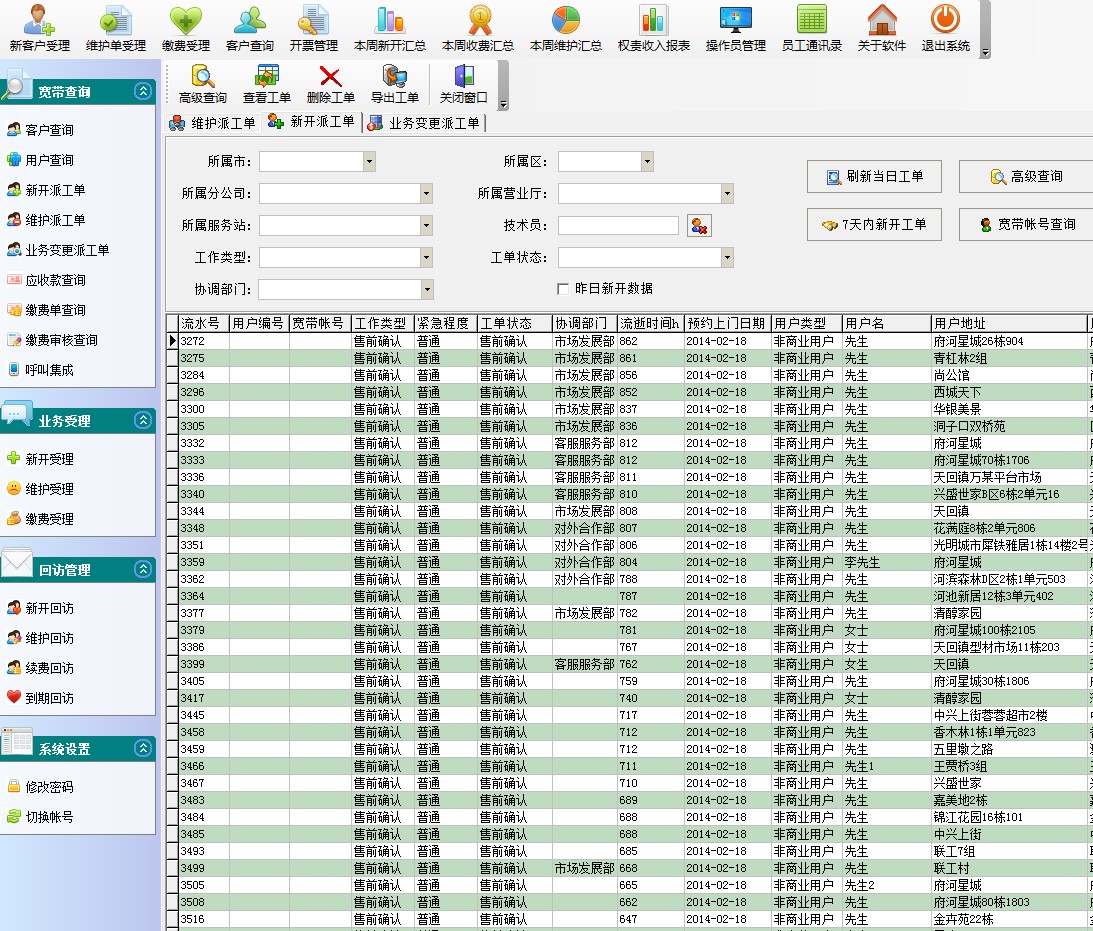 新客户受理 维护单受理 缴费受理 客户查询 开票管理 本周新开汇总 本周收费汇总 本周维护汇总 权责收入报表 操作员管理 员工通讯录 关于软件 退出系统
高级查询 查看工单 删除工单 导出工单 关闭窗口
宽带查询
客户查询
用户查询
新开派工单
维护派工单
业务变更派工单
应收款查询
缴费单查询
缴费审核查询
呼叫集成
业务受理
新开受理
维护受理
缴费受理
回访管理
新开回访
维护回访
续费回访
到期回访
系统设置
修改密码
切换帐号
维护派工单 新开派工单 业务变更派工单
所属市: 所属区:
所属分公司: 所属营业厅:
所属服务站: 技术员:
工作类型: 工单状态:
协调部门: 昨日新开数据
刷新当日工单 高级查询
7天内新开工单 宽带帐号查询
流水号 用户编号 宽带帐号 工作类型 紧急程度 工单状态 协调部门 流逝时间h 预约上门日期 用户类型 用户名 用户地址
3272 售前确认 普通 售前确认 市场发展部 862 2014-02-18 非商业用户 先生 府河星城26栋904
3275 售前确认 普通 售前确认 市场发展部 861 2014-02-18 非商业用户 先生 青杠林2组
3284 售前确认 普通 售前确认 市场发展部 856 2014-02-18 非商业用户 先生 尚公馆
3296 售前确认 普通 售前确认 市场发展部 852 2014-02-18 非商业用户 先生 西城天下
3300 售前确认 普通 售前确认 市场发展部 837 2014-02-18 非商业用户 先生 华银美景
3305 售前确认 普通 售前确认 市场发展部 836 2014-02-18 非商业用户 先生 洞子口双桥苑
3332 售前确认 普通 售前确认 客服服务部 812 2014-02-18 非商业用户 先生 府河星城
3333 售前确认 普通 售前确认 客服服务部 812 2014-02-18 非商业用户 先生 府河星城70栋1706
3336 售前确认 普通 售前确认 客服服务部 811 2014-02-18 非商业用户 先生 天回镇万某平台市场
3340 售前确认 普通 售前确认 客服服务部 810 2014-02-18 非商业用户 先生 兴盛世家B区6栋2单元16
3344 售前确认 普通 售前确认 市场发展部 808 2014-02-18 非商业用户 先生 天回镇
3348 售前确认 普通 售前确认 对外合作部 807 2014-02-18 非商业用户 先生 花满庭8栋2单元806
3351 售前确认 普通 售前确认 对外合作部 806 2014-02-18 非商业用户 先生 光明城市犀铁雅居1栋14楼2号
3359 售前确认 普通 售前确认 对外合作部 804 2014-02-18 非商业用户 李先生 府河星城
3362 售前确认 普通 售前确认 对外合作部 788 2014-02-18 非商业用户 先生 河滨森林D区2栋1单元503
3364 售前确认 普通 售前确认 787 2014-02-18 非商业用户 先生 河池新居12栋3单元402
3377 售前确认 普通 售前确认 市场发展部 782 2014-02-18 非商业用户 先生 清醇家园
3379 售前确认 普通 售前确认 781 2014-02-18 非商业用户 女士 府河星城100栋2105
3386 售前确认 普通 售前确认 767 2014-02-18 非商业用户 女士 天回镇型材市场11栋203
3399 售前确认 普通 售前确认 客服服务部 762 2014-02-18 非商业用户 女生 天回镇
3405 售前确认 普通 售前确认 759 2014-02-18 非商业用户 先生 府河星城30栋1806
3417 售前确认 普通 售前确认 740 2014-02-18 非商业用户 女士 清醇家园
3445 售前确认 普通 售前确认 717 2014-02-18 非商业用户 先生 中兴上街蓉蓉超市2楼
3458 售前确认 普通 售前确认 712 2014-02-18 非商业用户 先生 香木林1栋1单元823
3459 售前确认 普通 售前确认 712 2014-02-18 非商业用户 先生 五里墩之路
3466 售前确认 普通 售前确认 711 2014-02-18 非商业用户 先生1 王贾桥3组
3467 售前确认 普通 售前确认 710 2014-02-18 非商业用户 先生 兴盛世家
3483 售前确认 普通 售前确认 689 2014-02-18 非商业用户 先生 嘉美地2栋
3484 售前确认 普通 售前确认 688 2014-02-18 非商业用户 先生 锦江花园16栋101
3485 售前确认 普通 售前确认 688 2014-02-18 非商业用户 先生 中兴上街
3493 售前确认 普通 售前确认 685 2014-02-18 非商业用户 先生 联工7组
3499 售前确认 普通 售前确认 市场发展部 668 2014-02-18 非商业用户 先生 联工村
3505 售前确认 普通 售前确认 665 2014-02-18 非商业用户 先生2 府河星城
3508 售前确认 普通 售前确认 662 2014-02-18 非商业用户 先生 府河星城80栋1803
3516 售前确认 普通 售前确认 647 2014-02-18 非商业用户 先生 金卉苑22栋